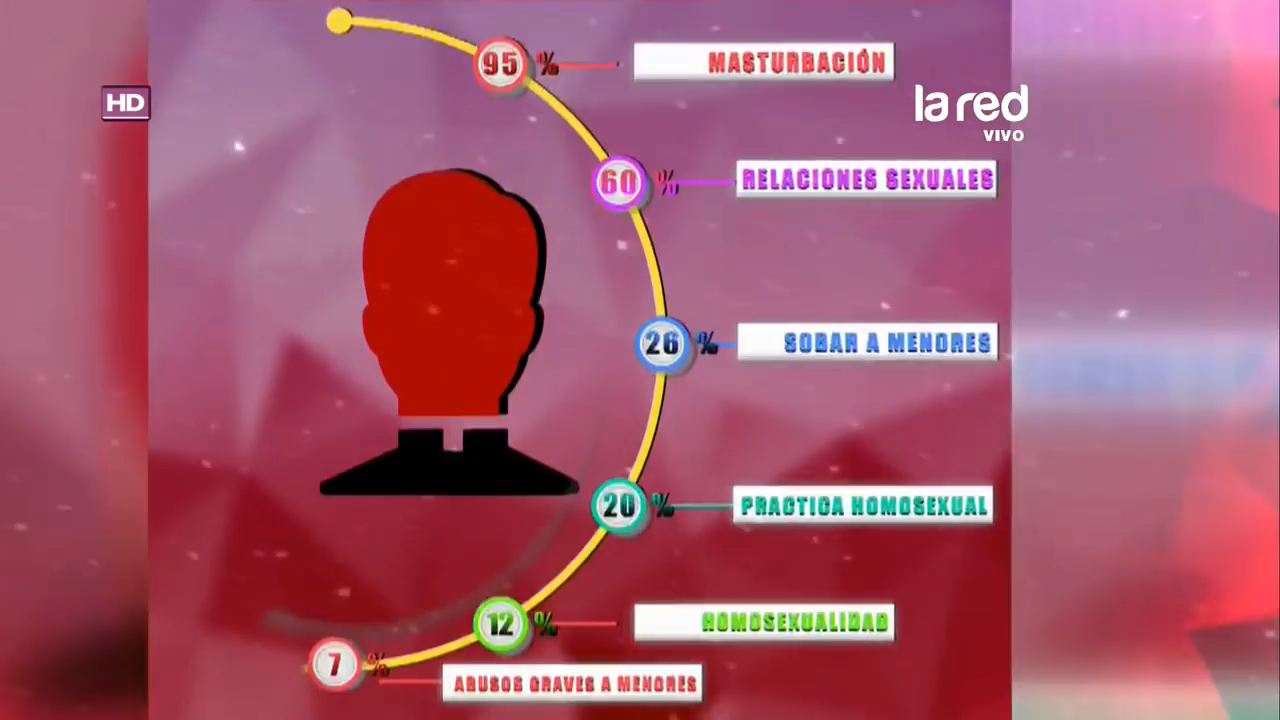 95 % MASTURBACIÓN
HD
la red
VIVO
60 % RELACIONES SEXUALES
26 % SOBAR A MENORES
20 % PRACTICA HOMOSEXUAL
12 % HOMOSEXUALIDAD
7 % ABUSOS GRAVES A MENORES